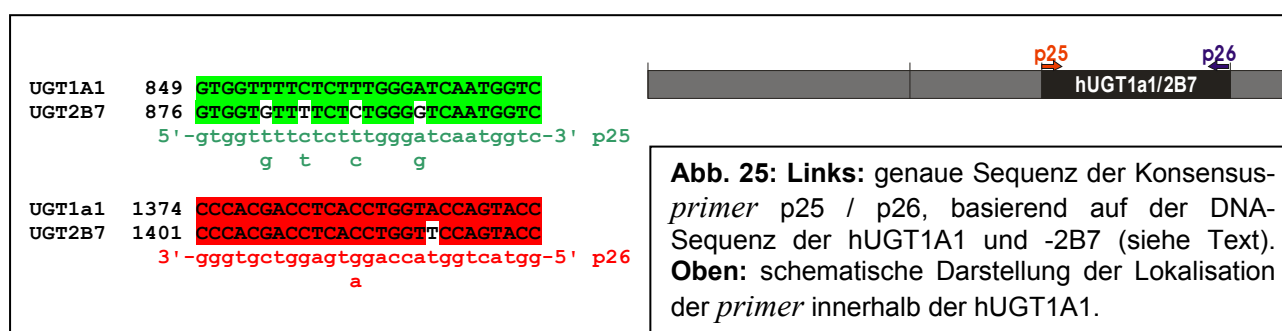 UGT1A1 849 GTGGTTTTCTCTTTGGGATCAATGGTC
UGT2B7 876 GTGGTGTTTTCTCTGGGGTCAATGGTC
5'-gtggttttctctttgggatcaatggtc-3' p25
g t c g
UGT1a1 1374 CCCACGACCTCACCTGGTACCAGTACC
UGT2B7 1401 CCCACGACCTCACCTGGTTCCAGTACC
3'-gggtgctggagtggaccatggtcatgg-5' p26
a
p25 p26
hUGT1a1/2B7
Abb. 25: Links: genaue Sequenz der Konsensus-
primer p25 / p26, basierend auf der DNA-
Sequenz der hUGT1A1 und -2B7 (siehe Text).
Oben: schematische Darstellung der Lokalisation
der primer innerhalb der hUGT1A1.